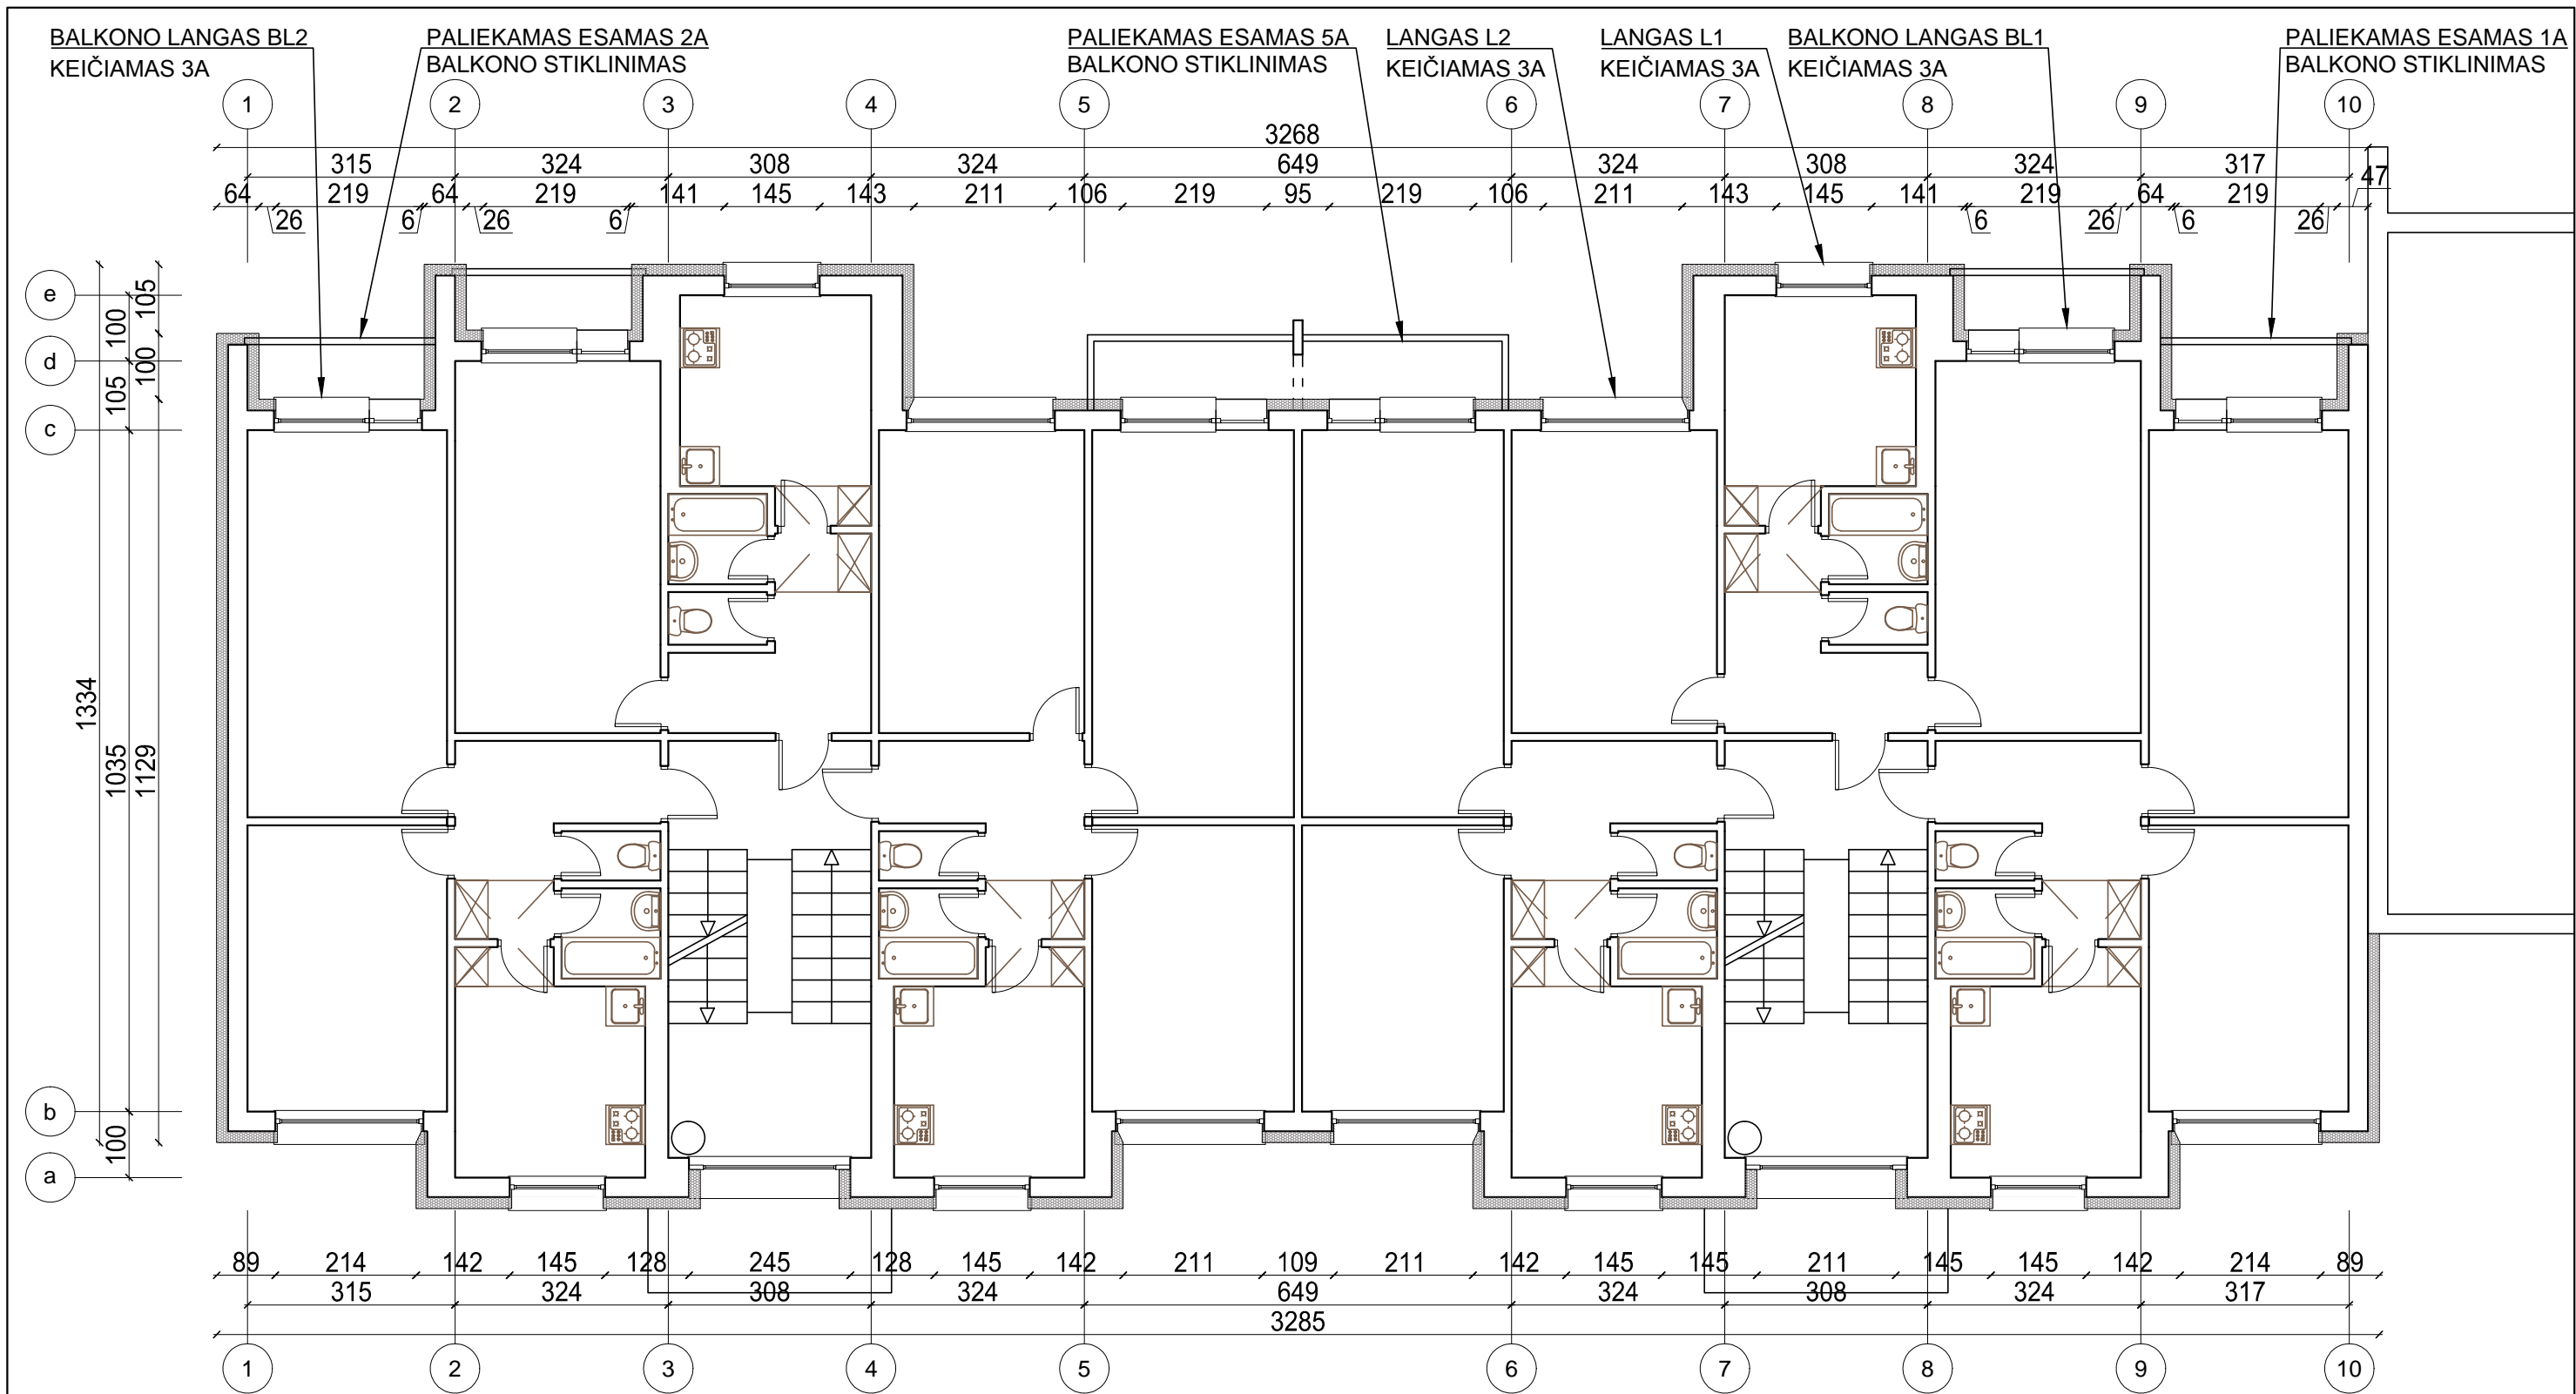 BALKONO LANGAS BL2
KEIČIAMAS 3A
PALIEKAMAS ESAMAS 2A
BALKONO STIKLINIMAS
PALIEKAMAS ESAMAS 5A
BALKONO STIKLINIMAS
LANGAS L2
KEIČIAMAS 3A
LANGAS L1
KEIČIAMAS 3A
BALKONO LANGAS BL1
KEIČIAMAS 3A
PALIEKAMAS ESAMAS 1A
BALKONO STIKLINIMAS
1 2 3 4 5 6 7 8 9 10
3268
315 324 308 324 649 324 308 324 317
64 219 64 219 141 145 143 211 106 219 95 219 106 211 143 145 141 219 64 219 47
26 6 26 6 6 26 6 26
e
d
c
b
a
105
100
100
105
1334
1035
1129
100
89 214 142 145 128 245 128 145 142 211 109 211 142 145 145 211 145 145 142 214 89
315 324 308 324 649 324 308 324 317
3285
1 2 3 4 5 6 7 8 9 10